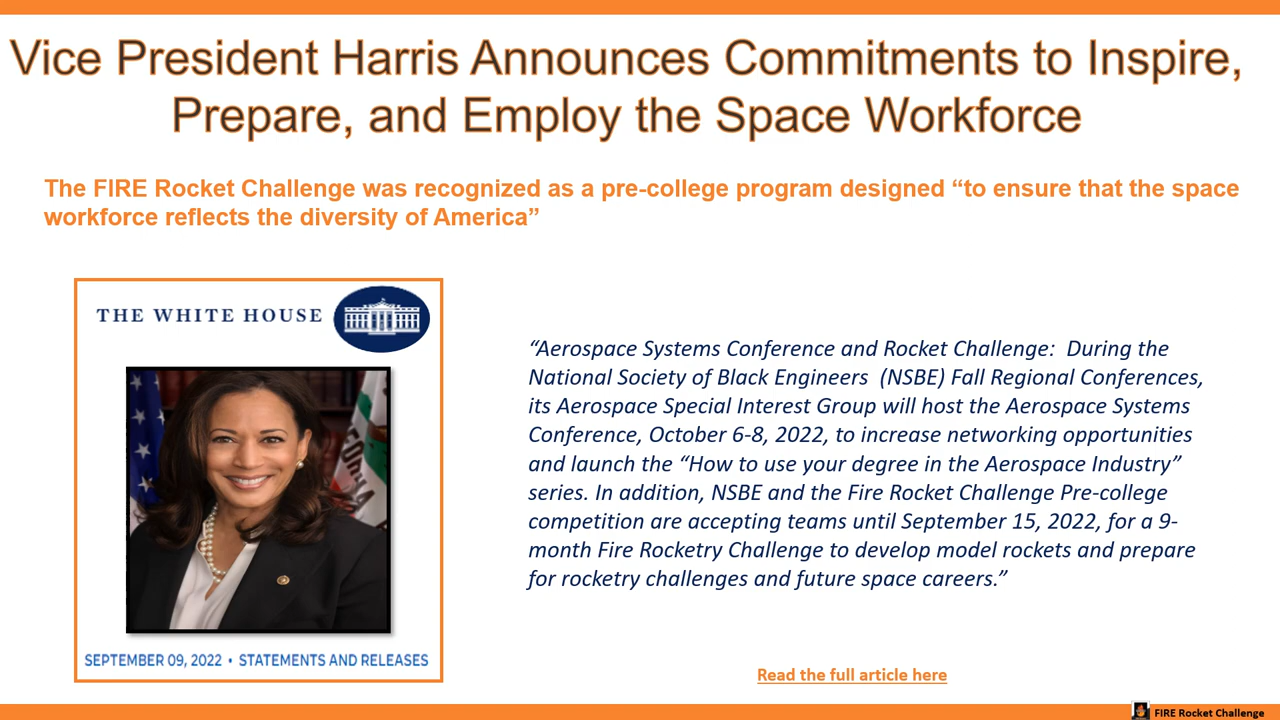 Vice President Harris Announces Commitments to Inspire,
Prepare, and Employ the Space Workforce
The FIRE Rocket Challenge was recognized as a pre-college program designed “to ensure that the space
workforce reflects the diversity of America”
THE WHITE HOUSE
“Aerospace Systems Conference and Rocket Challenge:  During the
National Society of Black Engineers  (NSBE) Fall Regional Conferences,
its Aerospace Special Interest Group will host the Aerospace Systems
Conference, October 6-8, 2022, to increase networking opportunities
and launch the “How to use your degree in the Aerospace Industry”
series. In addition, NSBE and the Fire Rocket Challenge Pre-college
competition are accepting teams until September 15, 2022, for a 9-
month Fire Rocketry Challenge to develop model rockets and prepare
for rocketry challenges and future space careers.”
SEPTEMBER 09, 2022 • STATEMENTS AND RELEASES
Read the full article here
FIRE Rocket Challenge